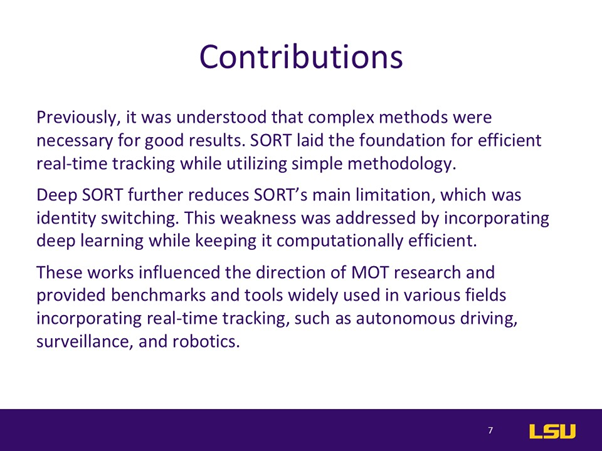 Contributions
Previously, it was understood that complex methods were
necessary for good results. SORT laid the foundation for efficient
real-time tracking while utilizing simple methodology.
Deep SORT further reduces SORT’s main limitation, which was
identity switching. This weakness was addressed by incorporating
deep learning while keeping it computationally efficient.
These works influenced the direction of MOT research and
provided benchmarks and tools widely used in various fields
incorporating real-time tracking, such as autonomous driving,
surveillance, and robotics.
7
LSU